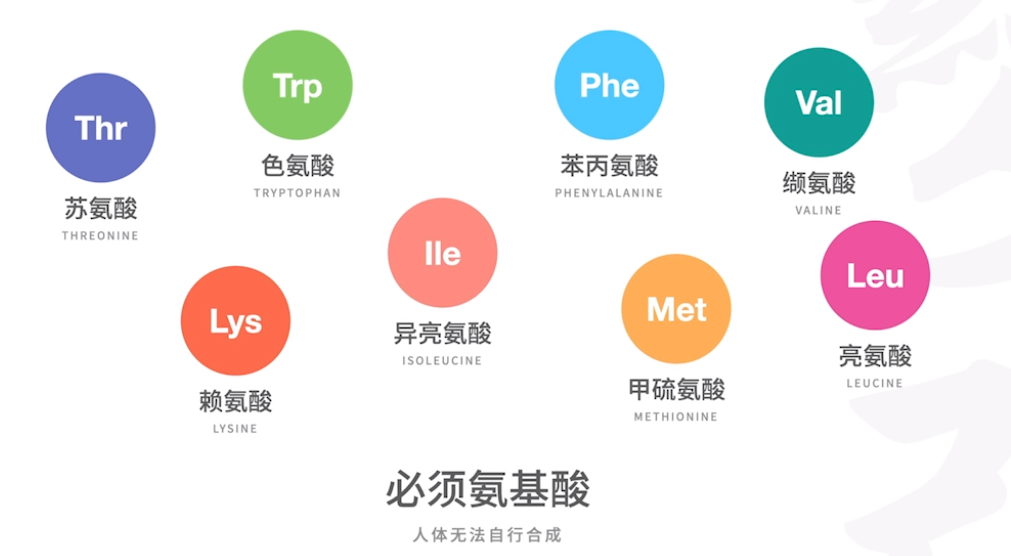 Thr
苏氨酸
THREONINE
Trp
色氨酸
TRYPTOPHAN
Phe
苯丙氨酸
PHENYLALANINE
Val
缬氨酸
VALINE
Lys
赖氨酸
LYSINE
Ile
异亮氨酸
ISOLEUCINE
Met
甲硫氨酸
METHIONINE
Leu
亮氨酸
LEUCINE
必须氨基酸
人体无法自行合成